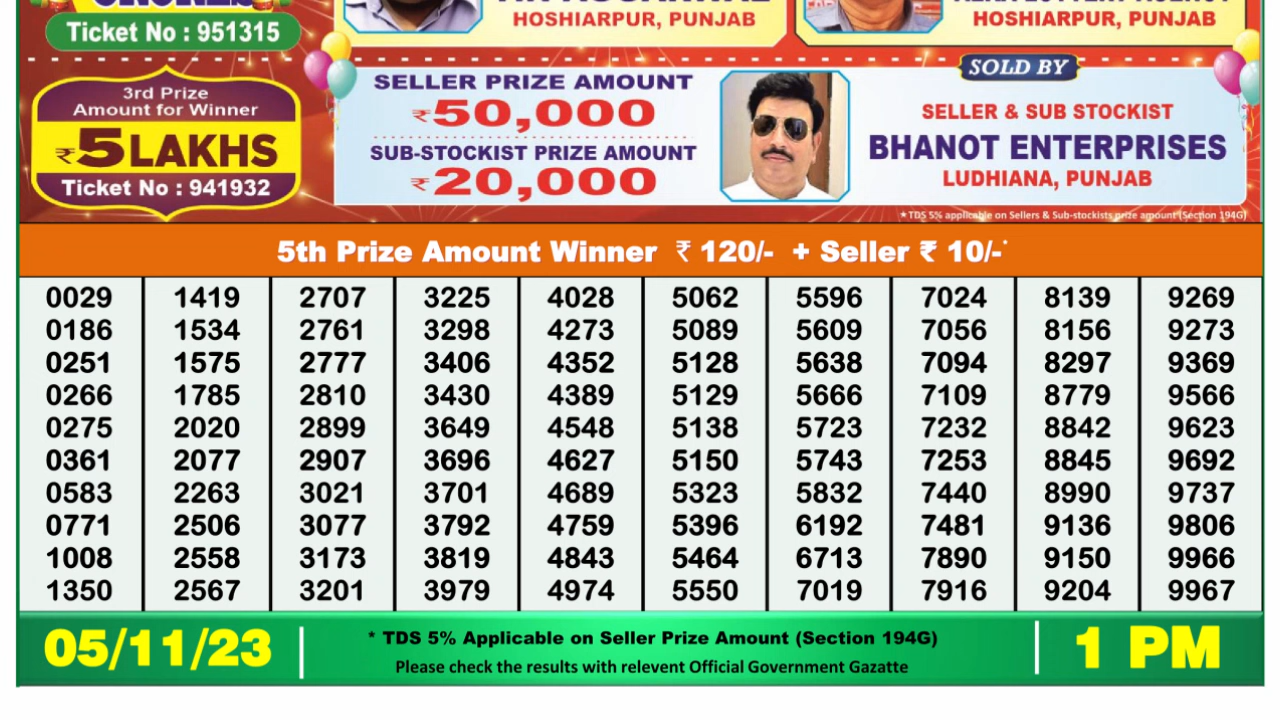 Ticket No : 951315
HOSHIARPUR, PUNJAB
HOSHIARPUR, PUNJAB
3rd Prize
Amount for Winner
₹5 LAKHS
Ticket No : 941932
SELLER PRIZE AMOUNT
₹50,000
SUB-STOCKIST PRIZE AMOUNT
₹20,000
SOLD BY
SELLER & SUB STOCKIST
BHANOT ENTERPRISES
LUDHIANA, PUNJAB
★TDS 5% applicable on Sellers & Sub-stockists prize amount (Section 194G)
5th Prize Amount Winner ₹ 120/- + Seller ₹ 10/-*
0029 1419 2707 3225 4028 5062 5596 7024 8139 9269
0186 1534 2761 3298 4273 5089 5609 7056 8156 9273
0251 1575 2777 3406 4352 5128 5638 7094 8297 9369
0266 1785 2810 3430 4389 5129 5666 7109 8779 9566
0275 2020 2899 3649 4548 5138 5723 7232 8842 9623
0361 2077 2907 3696 4627 5150 5743 7253 8845 9692
0583 2263 3021 3701 4689 5323 5832 7440 8990 9737
0771 2506 3077 3792 4759 5396 6192 7481 9136 9806
1008 2558 3173 3819 4843 5464 6713 7890 9150 9966
1350 2567 3201 3979 4974 5550 7019 7916 9204 9967
05/11/23
* TDS 5% Applicable on Seller Prize Amount (Section 194G)
Please check the results with relevent Official Government Gazatte
1 PM